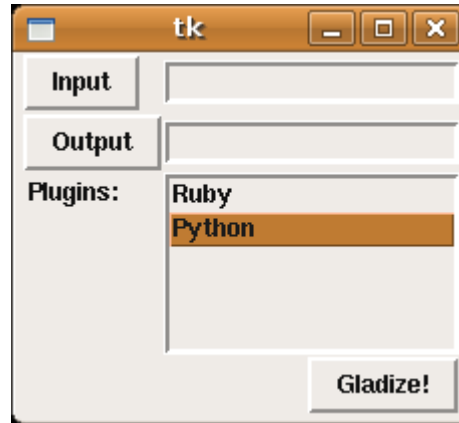 tk
Input
Output
Plugins:
Ruby
Python
Gladize!